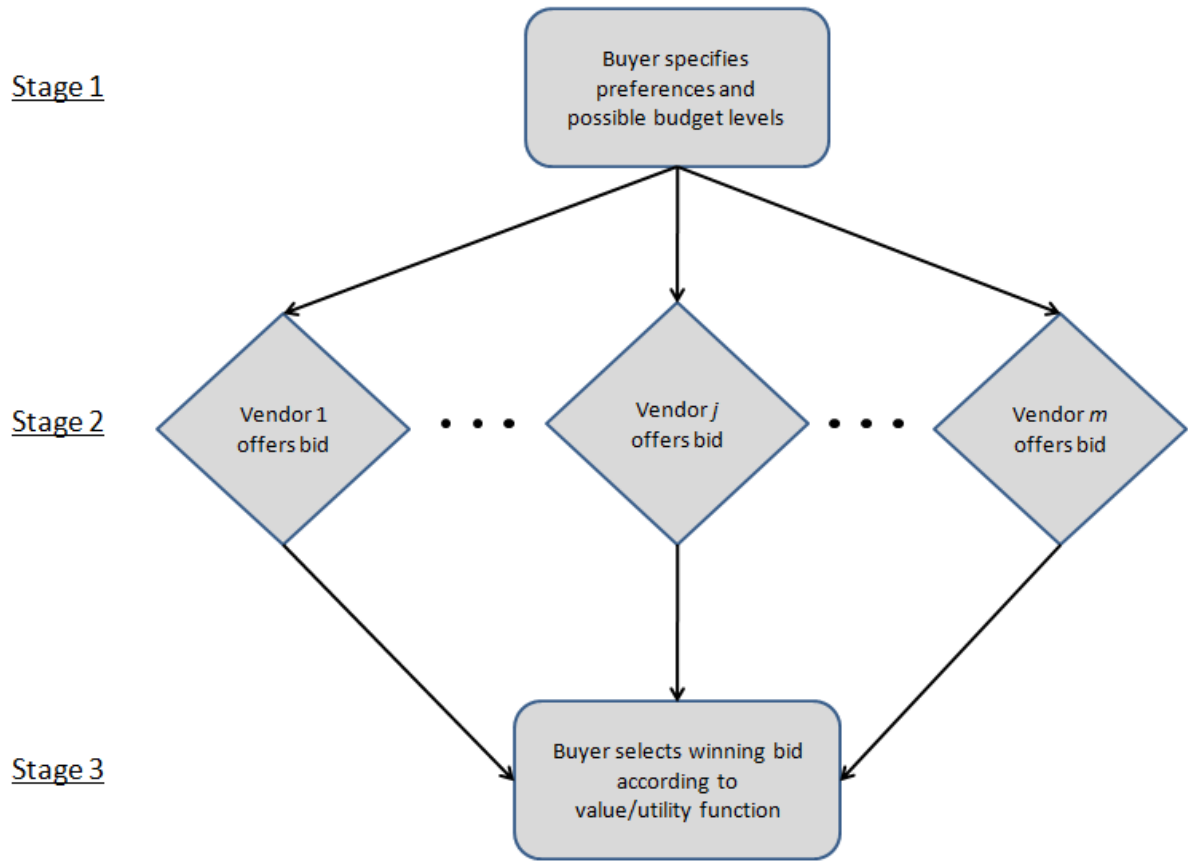 Stage 1
Buyer specifies
preferences and
possible budget levels
Stage 2
Vendor 1
offers bid
• • •
Vendor j
offers bid
• • •
Vendor m
offers bid
Stage 3
Buyer selects winning bid
according to
value/utility function